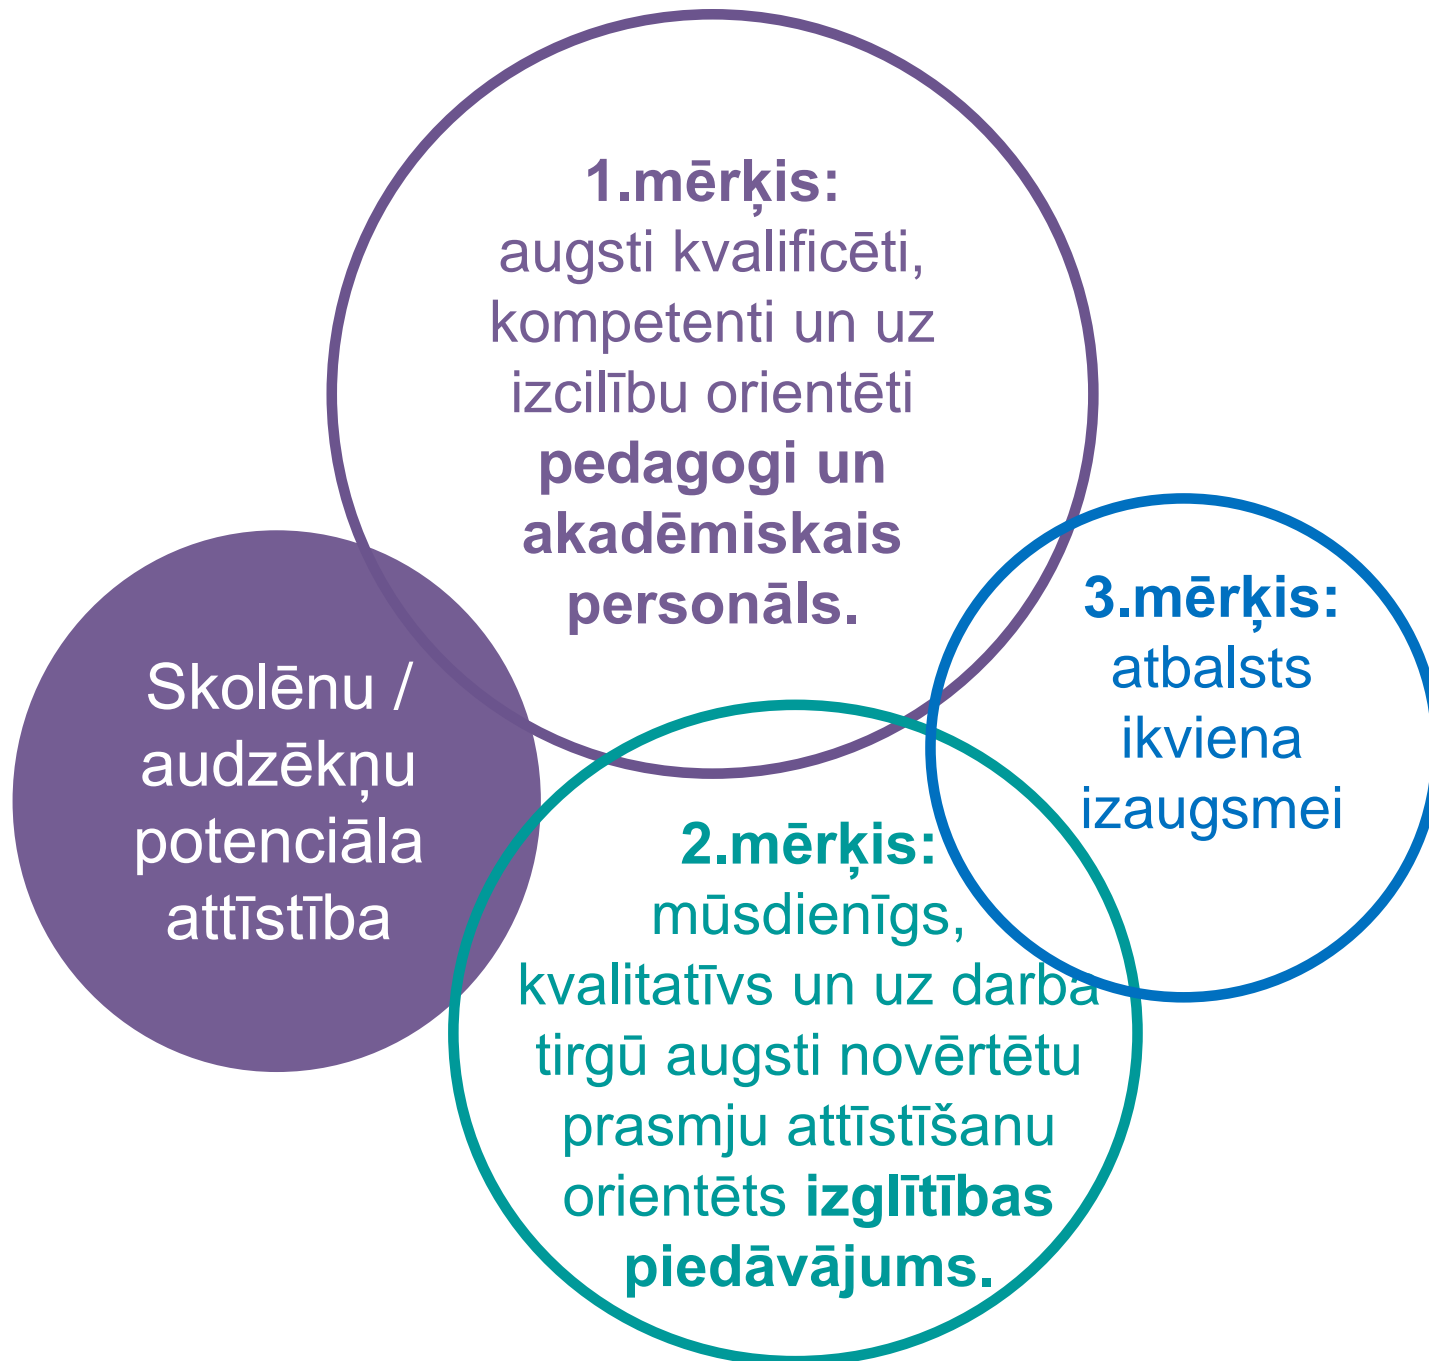 1.mērķis:
augsti kvalificēti,
kompetenti un uz
izcilību orientēti
pedagogi un
akadēmiskais
personāls.
Skolēnu /
audzēkņu
potenciāla
attīstība
2.mērķis:
mūsdienīgs,
kvalitatīvs un uz darba
tirgū augsti novērtētu
prasmju attīstīšanu
orientēts izglītības
piedāvājums.
3.mērķis:
atbalsts
ikviena
izaugsmei